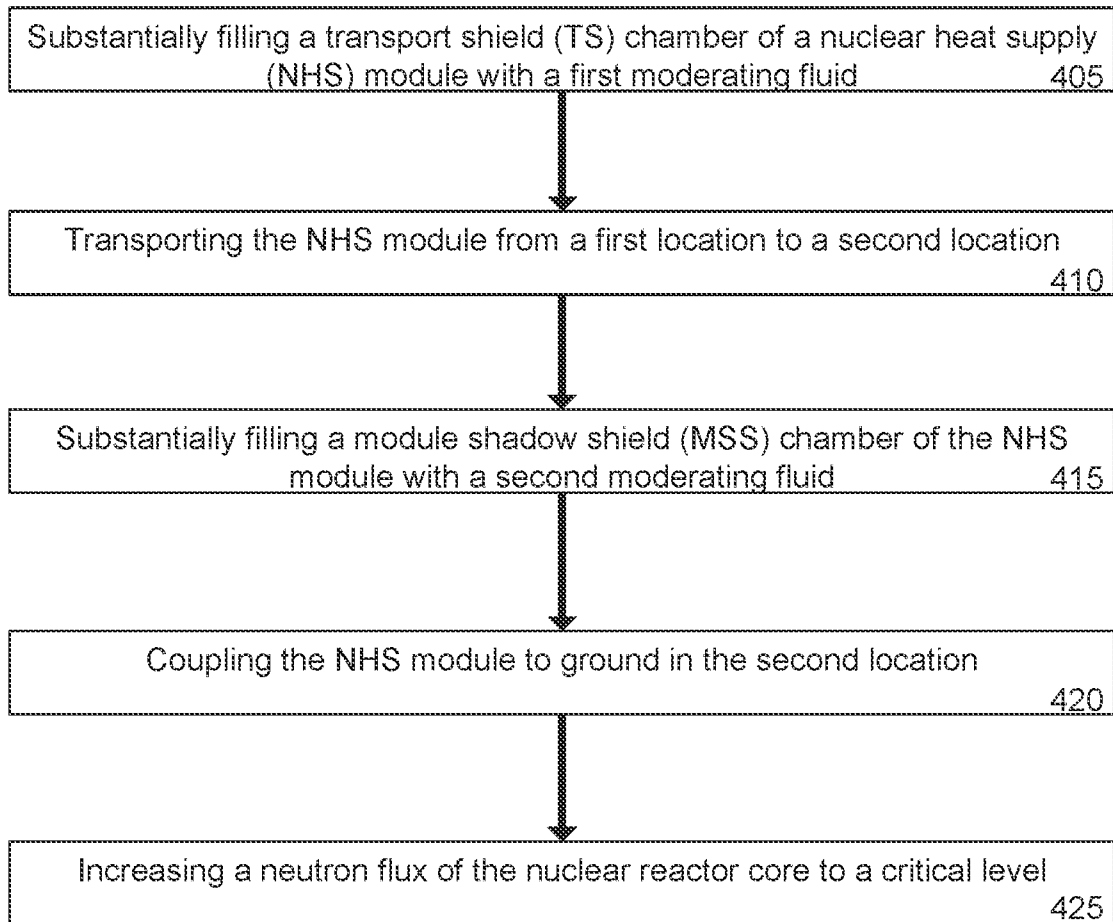 Substantially filling a transport shield (TS) chamber of a nuclear heat supply
(NHS) module with a first moderating fluid
405
Transporting the NHS module from a first location to a second location
410
Substantially filling a module shadow shield (MSS) chamber of the NHS
module with a second moderating fluid
415
Coupling the NHS module to ground in the second location
420
Increasing a neutron flux of the nuclear reactor core to a critical level
425